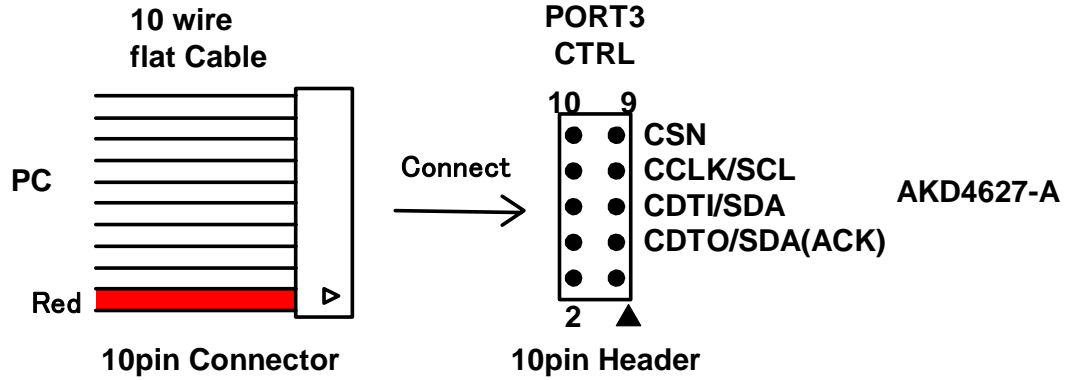 10 wire
flat Cable
PC
Red
10pin Connector
Connect
PORT3
CTRL
10 9
CSN
CCLK/SCL
CDTI/SDA
CDTO/SDA(ACK)
2
10pin Header
AKD4627-A